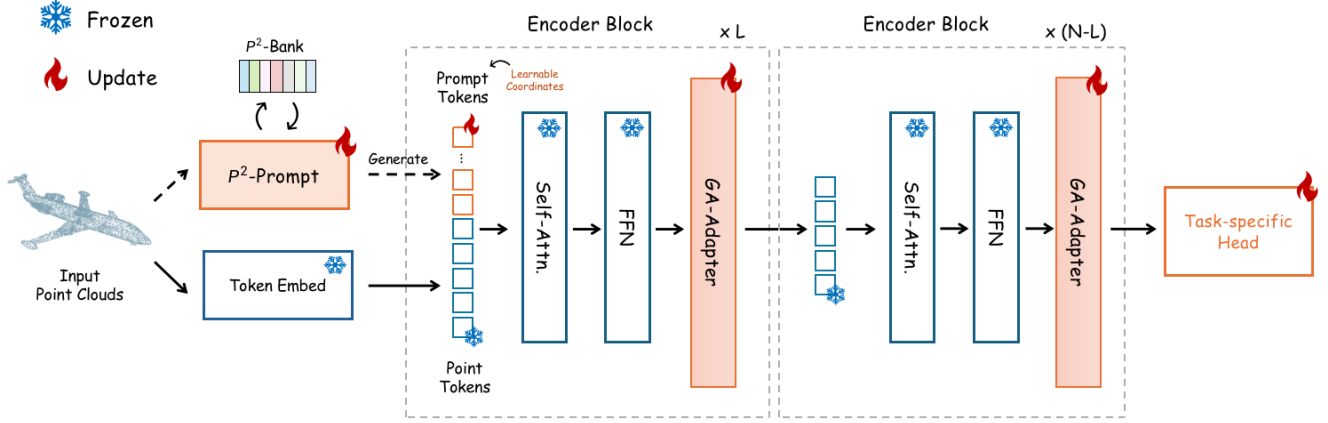 Frozen
Update
P²-Bank
P²-Prompt
Generate
Input
Point Clouds
Token Embed
Encoder Block
x L
Prompt
Tokens
Learnable
Coordinates
...
Self-Attn.
FFN
GA-Adapter
Point
Tokens
Encoder Block
x (N-L)
Self-Attn.
FFN
GA-Adapter
Task-specific
Head